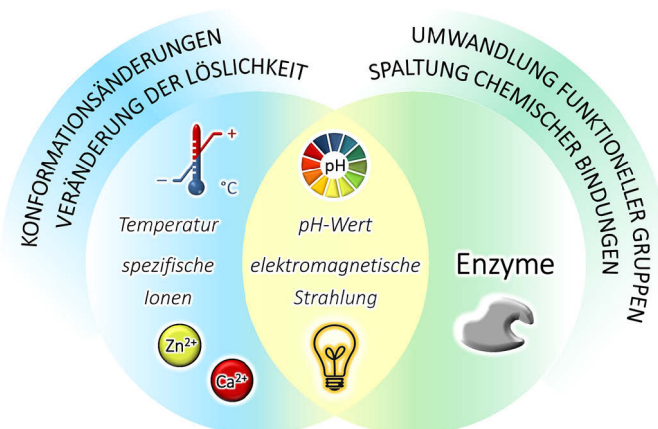 KONFORMATIONSÄNDERUNGEN
VERÄNDERUNG DER LÖSLICHKEIT
UMWANDLUNG FUNKTIONELLER GRUPPEN
SPALTUNG CHEMISCHER BINDUNGEN
+
−
°C
Temperatur
spezifische
Ionen
Zn²⁺
Ca²⁺
pH
pH-Wert
elektromagnetische
Strahlung
Enzyme